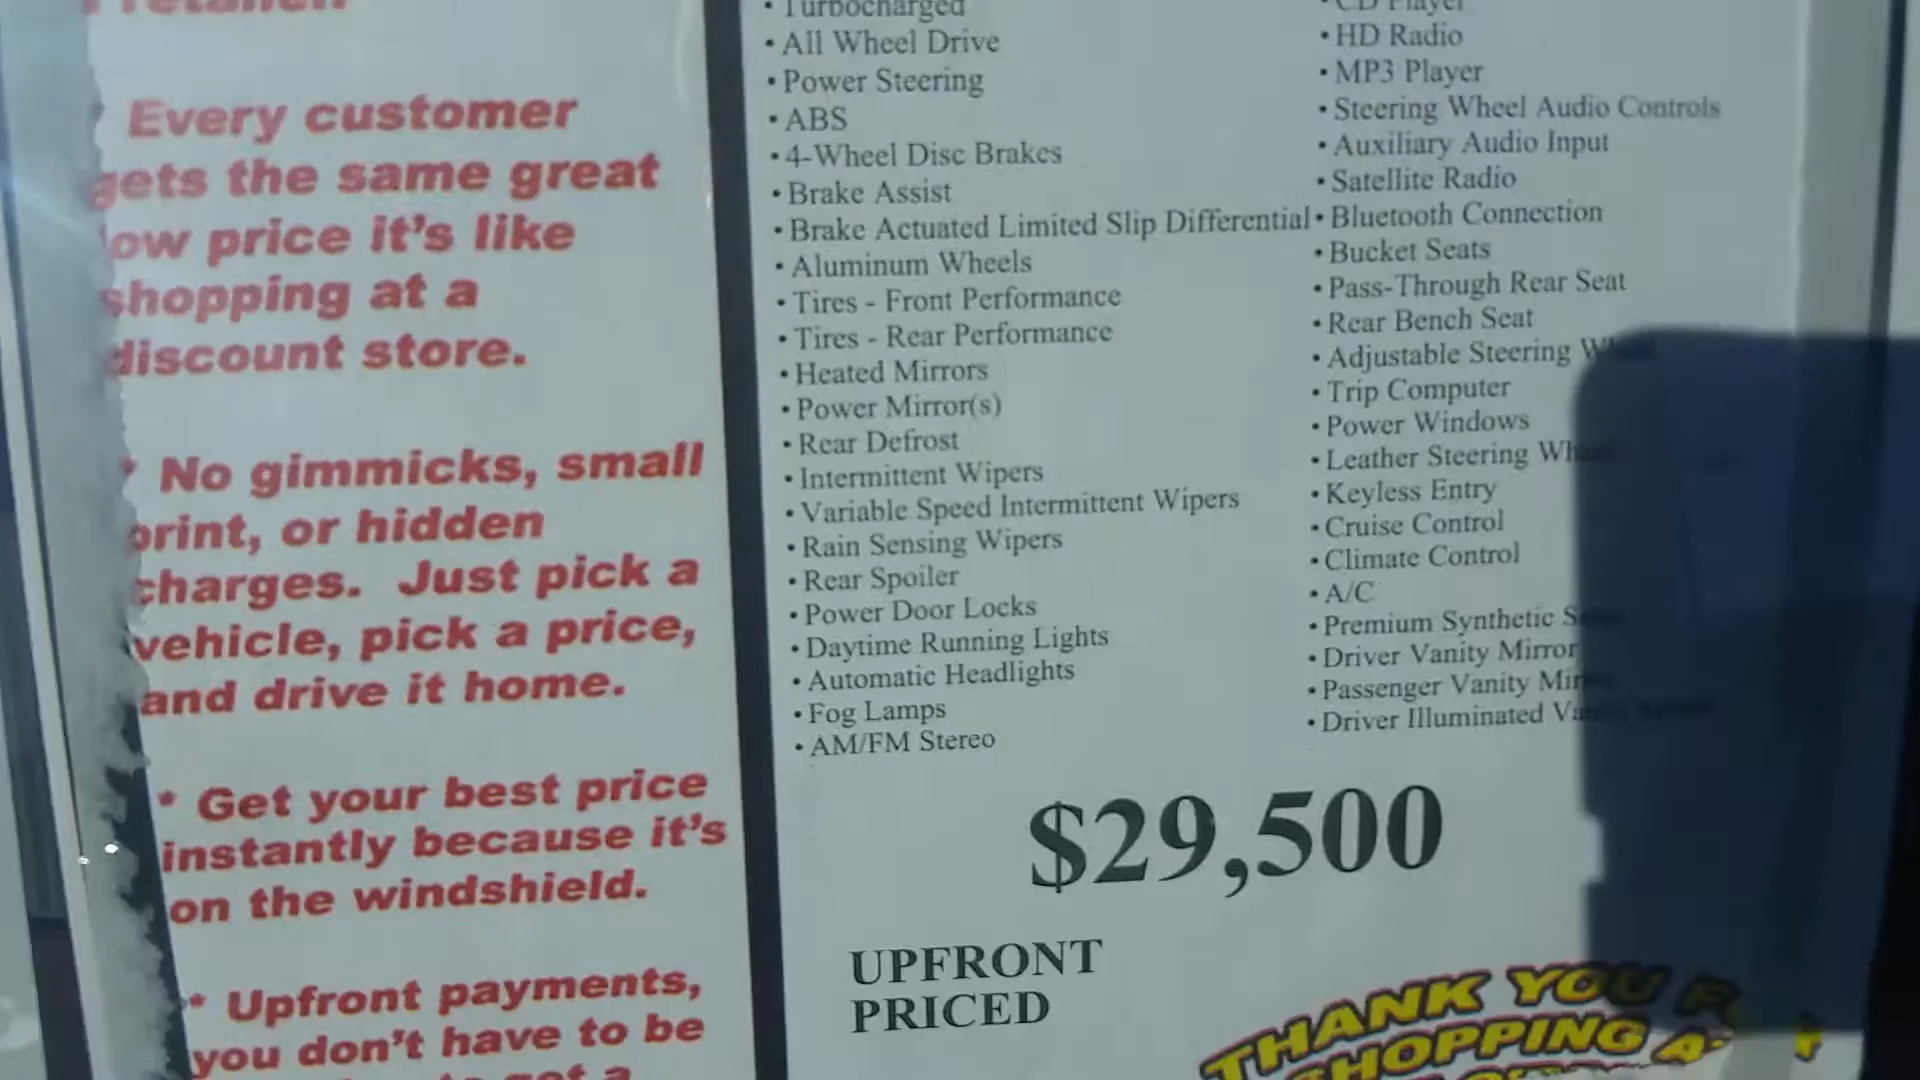 Every customer
gets the same great
low price it's like
shopping at a
discount store.
* No gimmicks, small
print, or hidden
charges. Just pick a
vehicle, pick a price,
and drive it home.
* Get your best price
instantly because it's
on the windshield.
* Upfront payments,
you don't have to be
• Turbocharged
• All Wheel Drive
• Power Steering
• ABS
• 4-Wheel Disc Brakes
• Brake Assist
• Brake Actuated Limited Slip Differential
• Aluminum Wheels
• Tires - Front Performance
• Tires - Rear Performance
• Heated Mirrors
• Power Mirror(s)
• Rear Defrost
• Intermittent Wipers
• Variable Speed Intermittent Wipers
• Rain Sensing Wipers
• Rear Spoiler
• Power Door Locks
• Daytime Running Lights
• Automatic Headlights
• Fog Lamps
• AM/FM Stereo
• CD Player
• HD Radio
• MP3 Player
• Steering Wheel Audio Controls
• Auxiliary Audio Input
• Satellite Radio
• Bluetooth Connection
• Bucket Seats
• Pass-Through Rear Seat
• Rear Bench Seat
• Adjustable Steering
• Trip Computer
• Power Windows
• Leather Steering
• Keyless Entry
• Cruise Control
• Climate Control
• A/C
• Premium Synthetic
• Driver Vanity Mirror
• Passenger Vanity
• Driver Illuminated
$29,500
UPFRONT
PRICED
THANK YOU
SHOPPING